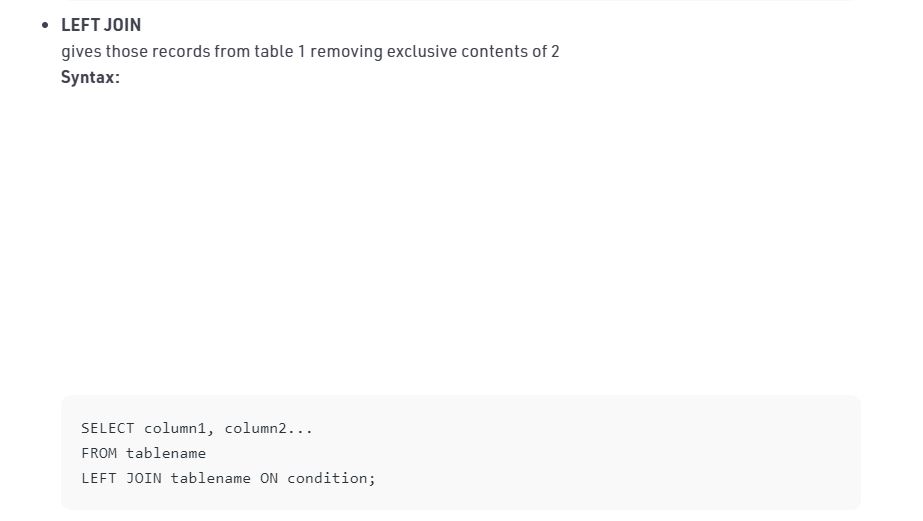 LEFT JOIN
gives those records from table 1 removing exclusive contents of 2
Syntax:
SELECT column1, column2...
FROM tablename
LEFT JOIN tablename ON condition;